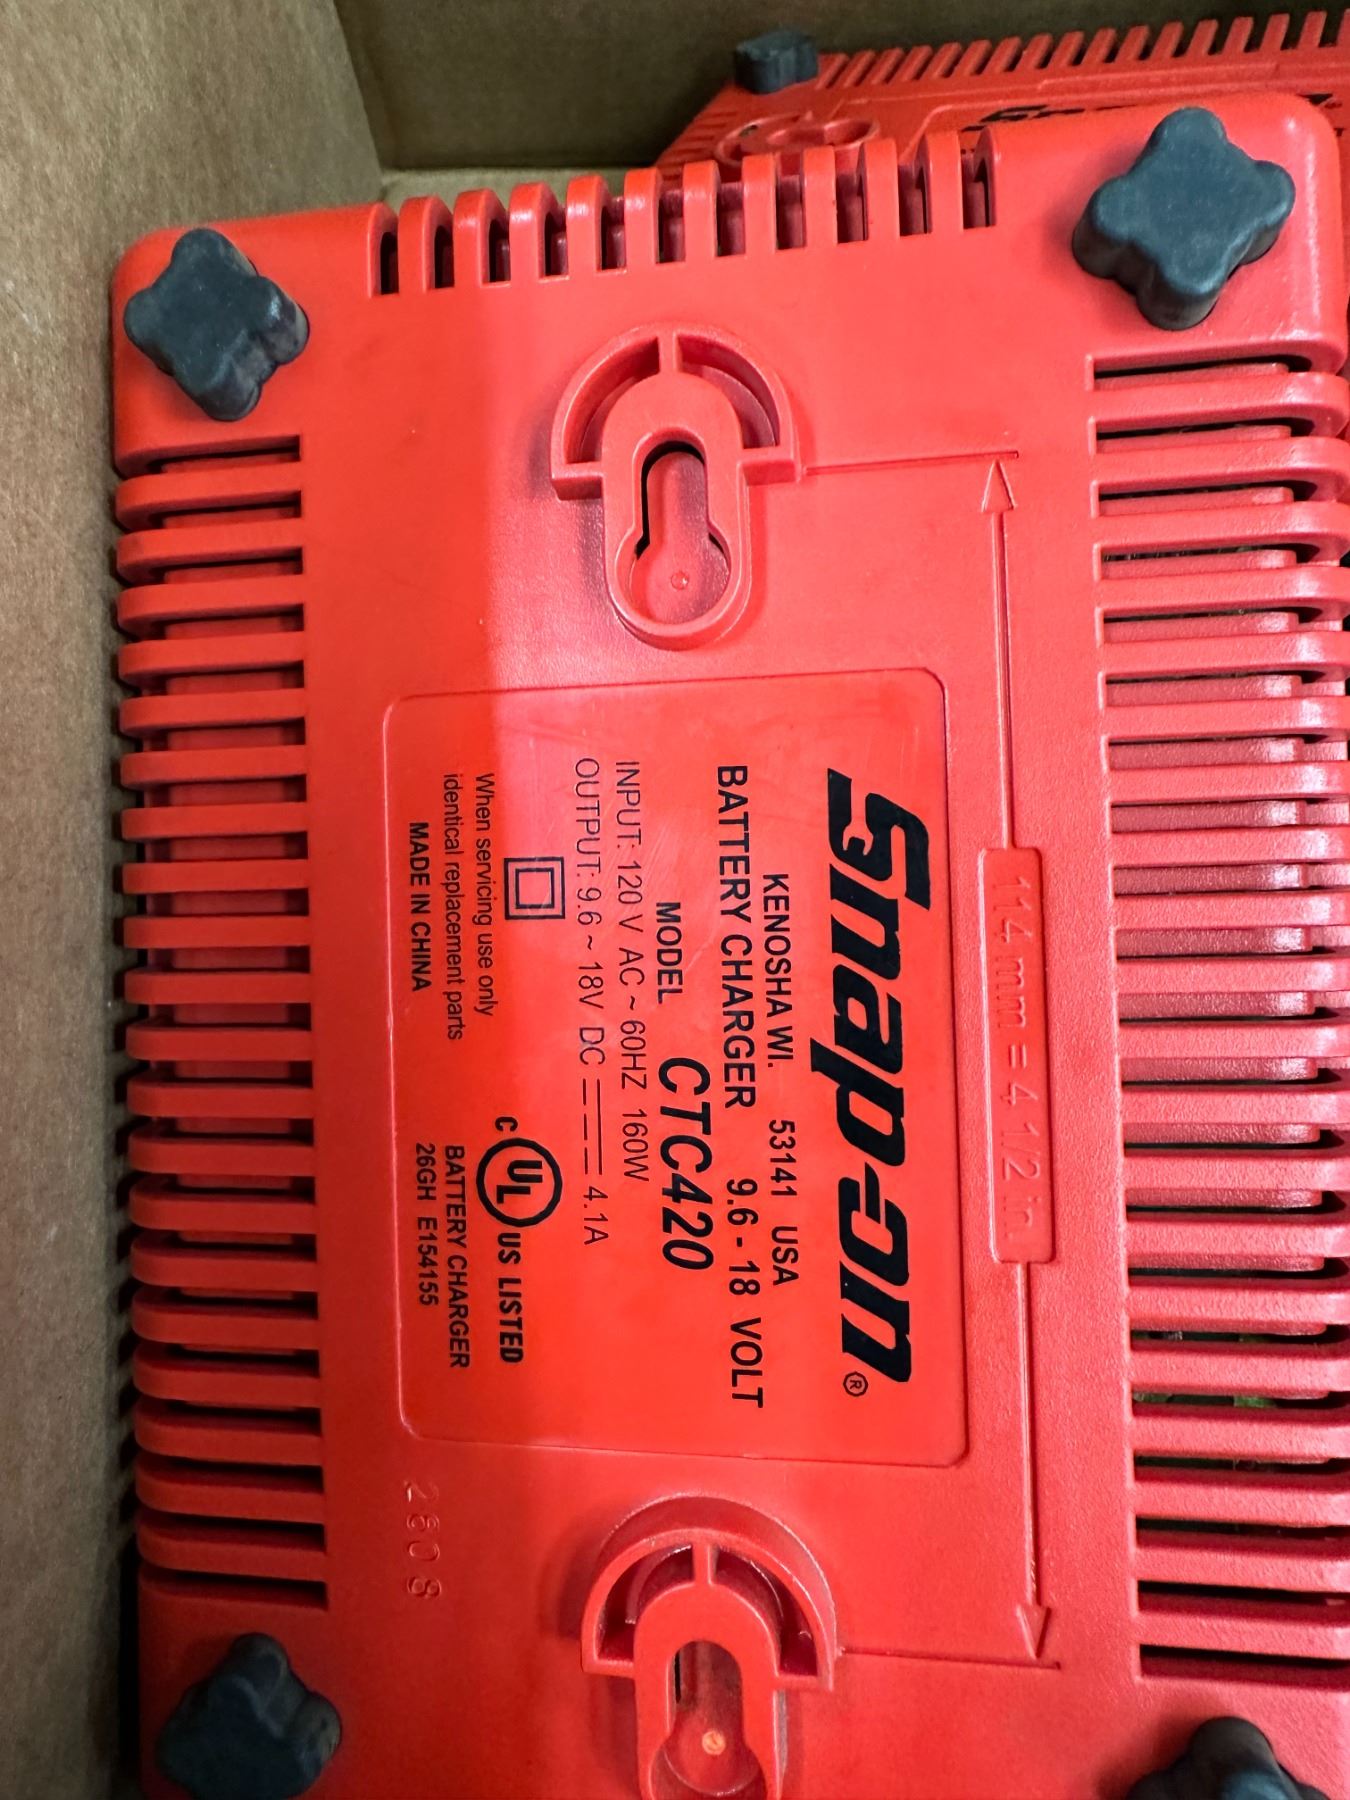 Snap-on®
KENOSHA WI. 53141 USA
BATTERY CHARGER 9.6 - 18 VOLT
MODEL CTC420
INPUT: 120 V AC ~ 60HZ 160W
OUTPUT: 9.6 ~ 18V DC 4.1A
C UL US LISTED
When servicing use only
identical replacement parts
MADE IN CHINA
BATTERY CHARGER
26GH E154155
114 mm = 4 1/2 in
2608